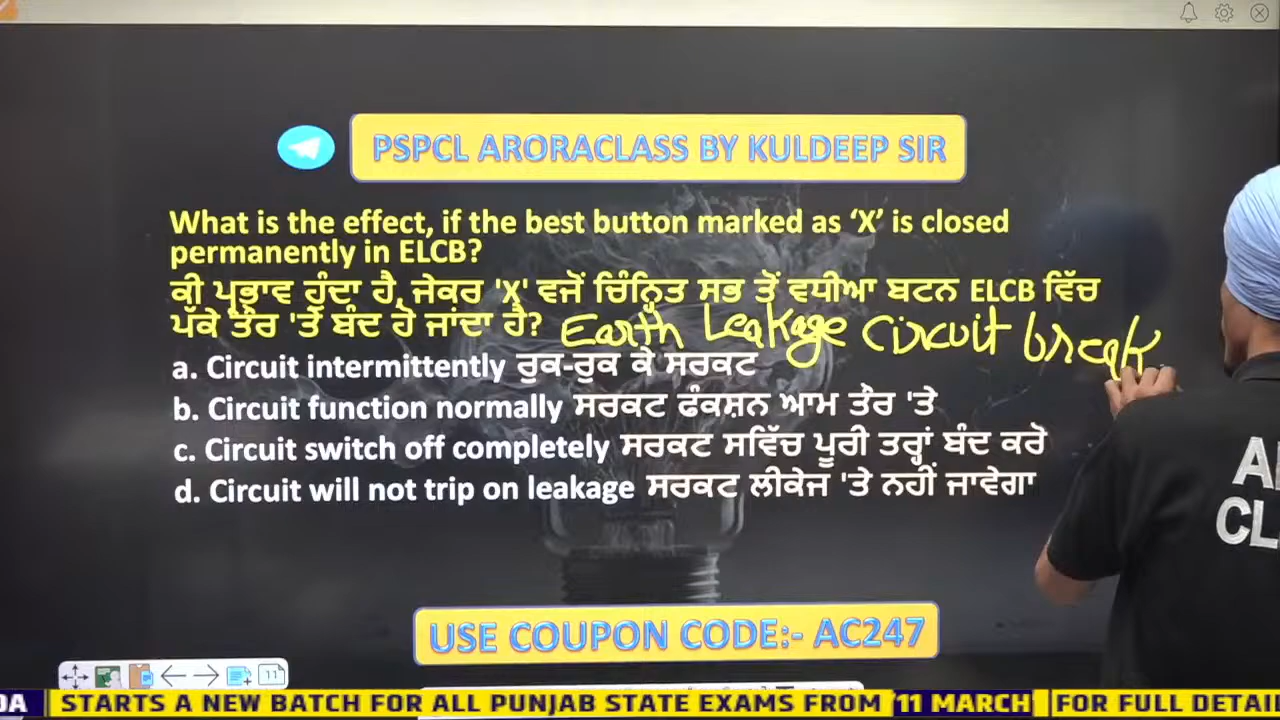 PSPCL ARORACLASS BY KULDEEP SIR
What is the effect, if the best button marked as ‘X’ is closed
permanently in ELCB?
ਕੀ ਪ੍ਰਭਾਵ ਹੁੰਦਾ ਹੈ, ਜੇਕਰ 'X' ਵਜੋਂ ਚਿੰਨ੍ਹਿਤ ਸਭ ਤੋਂ ਵਧੀਆ ਬਟਨ ELCB ਵਿੱਚ
ਪੱਕੇ ਤੌਰ 'ਤੇ ਬੰਦ ਹੋ ਜਾਂਦਾ ਹੈ? Earth Leakage circuit break
a. Circuit intermittently ਰੁਕ-ਰੁਕ ਕੇ ਸਰਕਟ
b. Circuit function normally ਸਰਕਟ ਫੰਕਸ਼ਨ ਆਮ ਤੌਰ 'ਤੇ
c. Circuit switch off completely ਸਰਕਟ ਸਵਿੱਚ ਪੂਰੀ ਤਰ੍ਹਾਂ ਬੰਦ ਕਰੋ
d. Circuit will not trip on leakage ਸਰਕਟ ਲੀਕੇਜ 'ਤੇ ਨਹੀਂ ਜਾਵੇਗਾ
A
CL
USE COUPON CODE:- AC247
11
DA STARTS A NEW BATCH FOR ALL PUNJAB STATE EXAMS FROM 11 MARCH FOR FULL DETAI